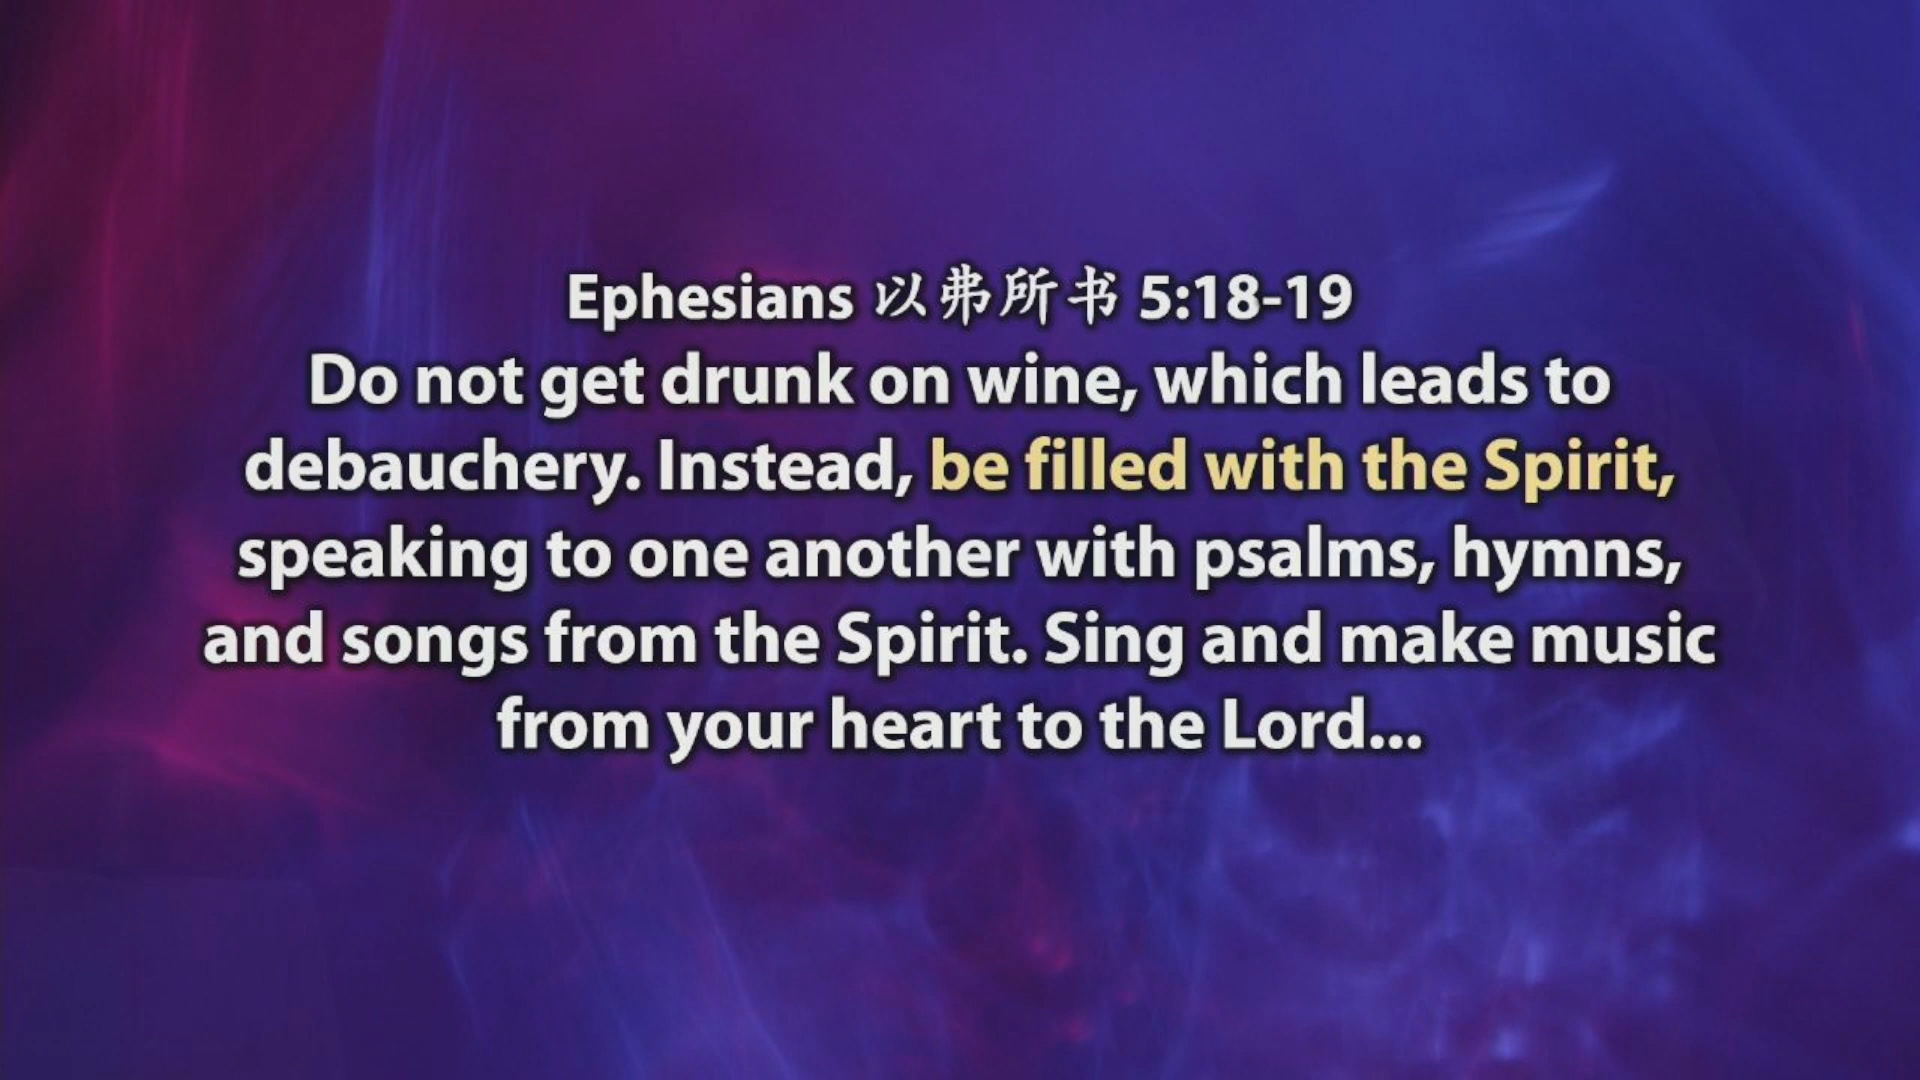 Ephesians 以弗所书 5:18-19
Do not get drunk on wine, which leads to
debauchery. Instead, be filled with the Spirit,
speaking to one another with psalms, hymns,
and songs from the Spirit. Sing and make music
from your heart to the Lord...